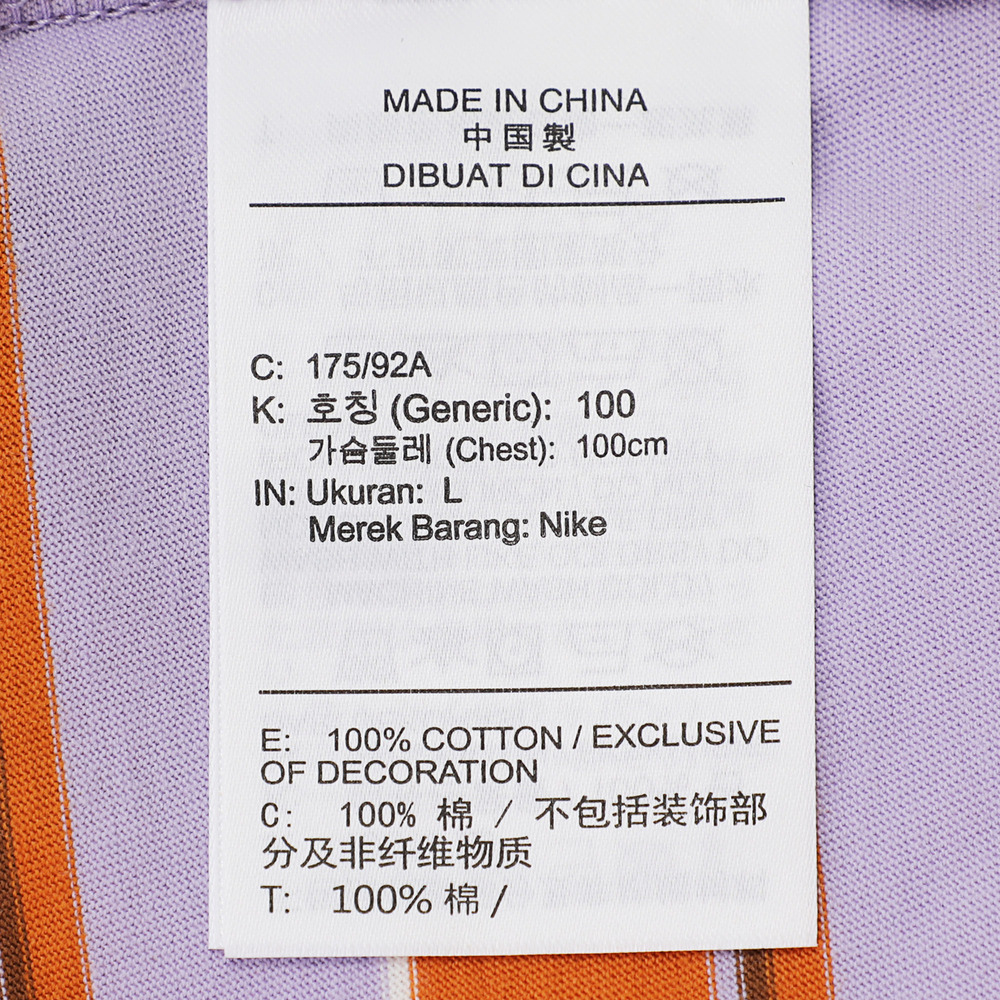 MADE IN CHINA
中国製
DIBUAT DI CINA
C: 175/92A
K: 호칭 (Generic): 100
가슴둘레 (Chest): 100cm
IN: Ukuran: L
Merek Barang: Nike
E: 100% COTTON / EXCLUSIVE
OF DECORATION
C: 100% 棉 / 不包括装饰部
分及非纤维物质
T: 100% 棉 /